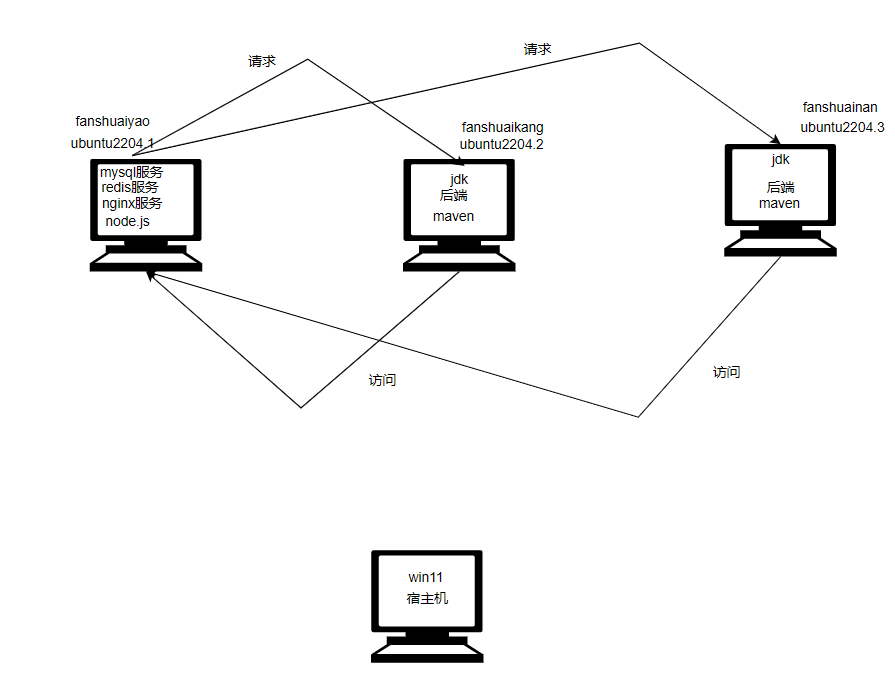 请求
请求
fanshuaiyao
ubuntu2204.1
mysql服务
redis服务
nginx服务
node.js
fanshuaikang
ubuntu2204.2
jdk
后端
maven
fanshuainan
ubuntu2204.3
jdk
后端
maven
访问
访问
win11
宿主机